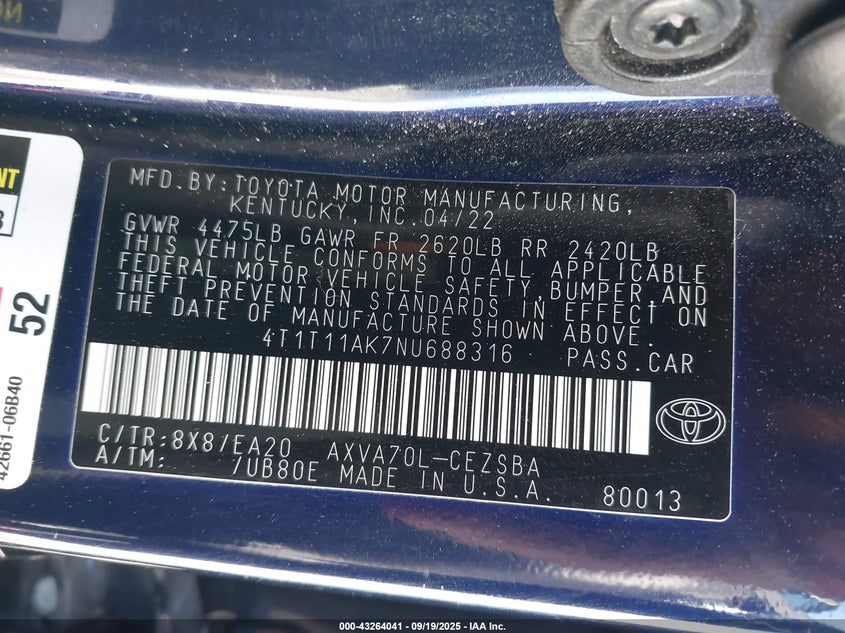 MFD.BY:TOYOTA MOTOR MANUFACTURING,
KENTUCKY,INC.04/22
GVWR 4475LB GAWR FR 2620LB RR 2420LB
THIS VEHICLE CONFORMS TO ALL APPLICABLE
FEDERAL MOTOR VEHICLE SAFETY,BUMPER,AND
THEFT PREVENTION STANDARDS IN EFFECT ON
THE DATE OF MANUFACTURE SHOWN ABOVE.
4T1T11AK7NU688316 PASS.CAR
C/TR:8X8/EA20 AXVA70L-CEZSBA
A/TM: 7UB80E MADE IN U.S.A. 80013
52
42661-06B40
000-43264041 - 09/19/2025 - IAA Inc.